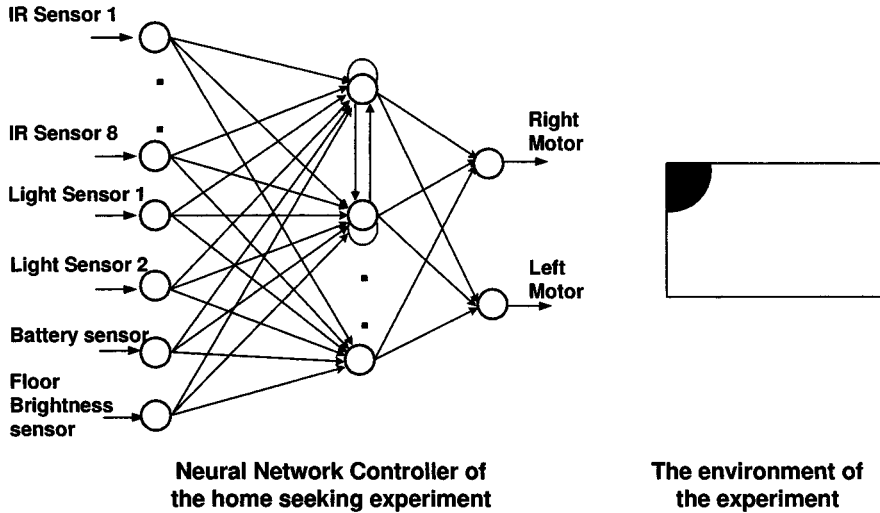 IR Sensor 1
IR Sensor 8
Light Sensor 1
Light Sensor 2
Battery sensor
Floor
Brightness
sensor
Right
Motor
Left
Motor
Neural Network Controller of
the home seeking experiment
The environment of
the experiment